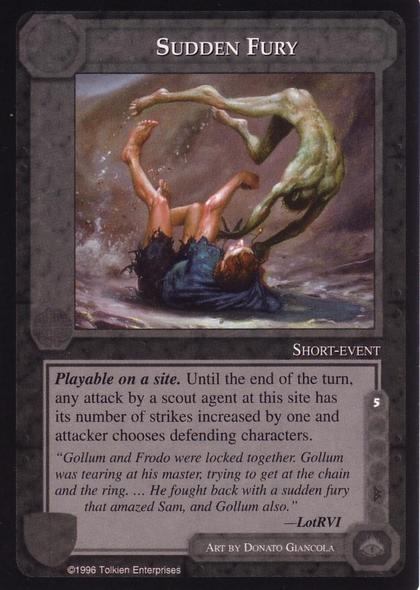 SUDDEN FURY
SHORT-EVENT
Playable on a site. Until the end of the turn,
any attack by a scout agent at this site has
its number of strikes increased by one and
attacker chooses defending characters.
5
“Gollum and Frodo were locked together. Gollum
was tearing at his master, trying to get at the chain
and the ring. … He fought back with a sudden fury
that amazed Sam, and Gollum also.”
—LotRVI
ART BY DONATO GIANCOLA
©1996 Tolkien Enterprises